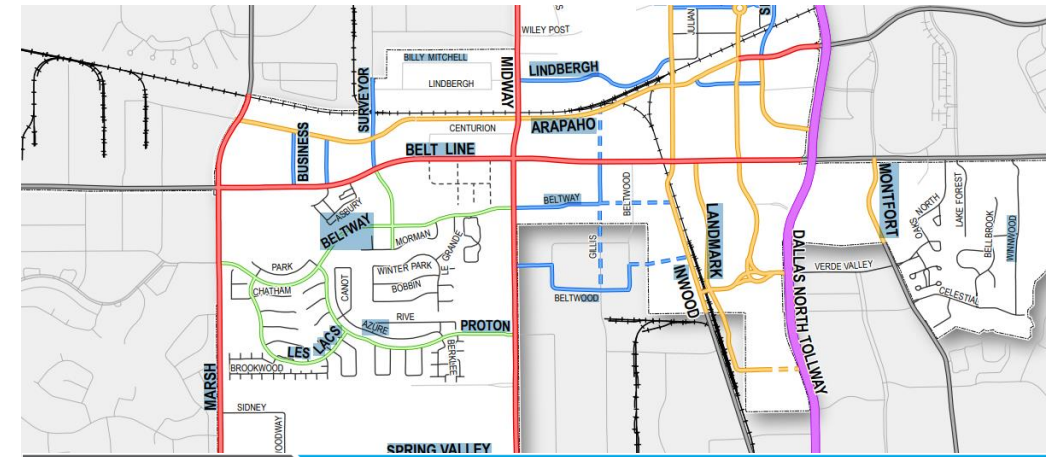 WILEY POST
JULIAN
BILLY MITCHELL
LINDBERGH
LINDBERGH
SURVEYOR
MIDWAY
BUSINESS
CENTURION
ARAPAHO
BELT LINE
ASBURY
BELTWAY
BELTWAY
BELTWOOD
MORMAN
LE GRANDE
WINTER PARK
BOBBIN
PARK
CHATHAM
CANOT
GILLIS
BELTWOOD
RIVE
AZURE
PROTON
LES LACS
BROOKWOOD
BERKLEE
MARSH
SIDNEY
WOODWAY
SPRING VALLEY
INWOOD
LANDMARK
DALLAS NORTH TOLLWAY
MONTFORT
VERDE VALLEY
OAKS NORTH
LAKE FOREST
BELLBROOK
WINNWOOD
CELESTIAL